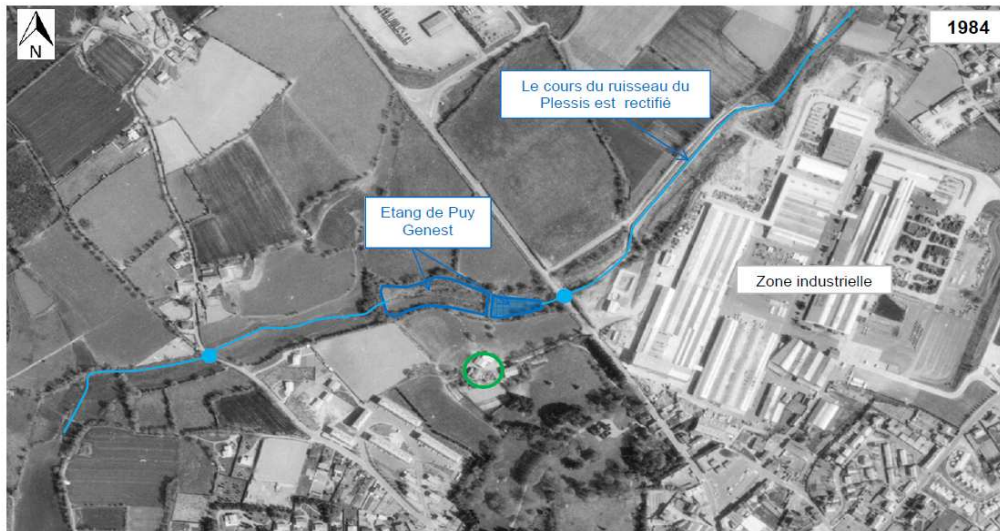 N
1984
Le cours du ruisseau du
Plessis est rectifié
Etang de Puy
Genest
Zone industrielle